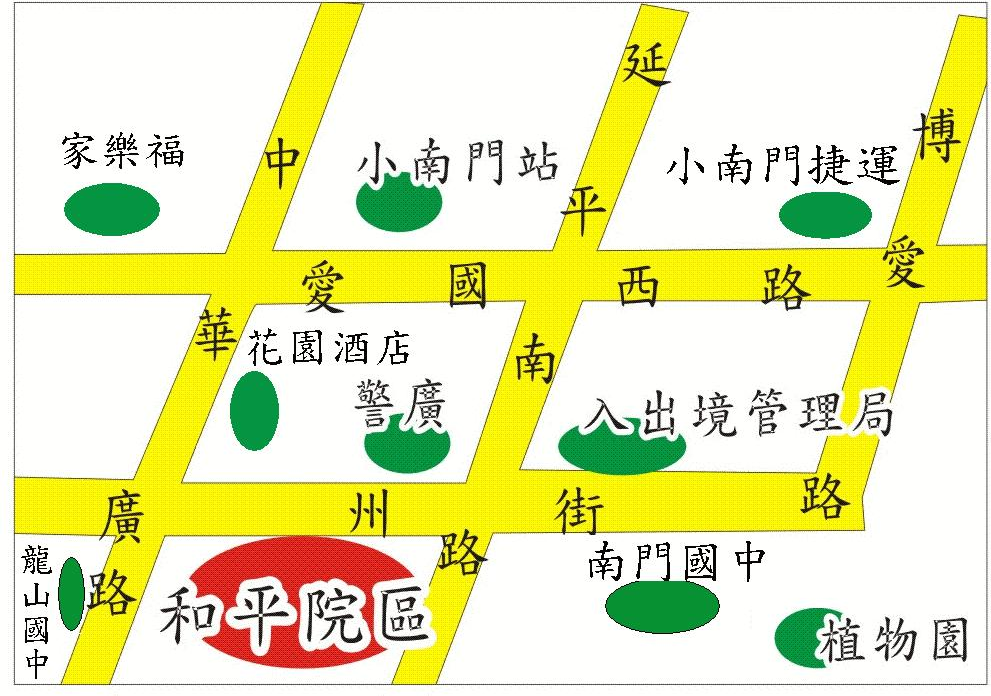 家樂福
小南門站
小南門捷運
中華路
延平南路
博愛路
愛國西路
花園酒店
警廣
入出境管理局
廣州街
龍山國中
和平院區
南門國中
植物園